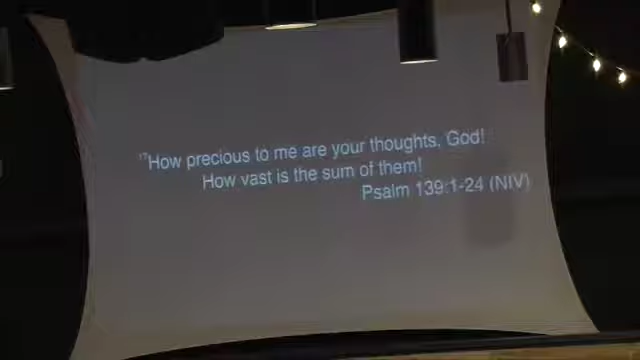 ¹⁷How precious to me are your thoughts, God!
How vast is the sum of them!
Psalm 139:1-24 (NIV)